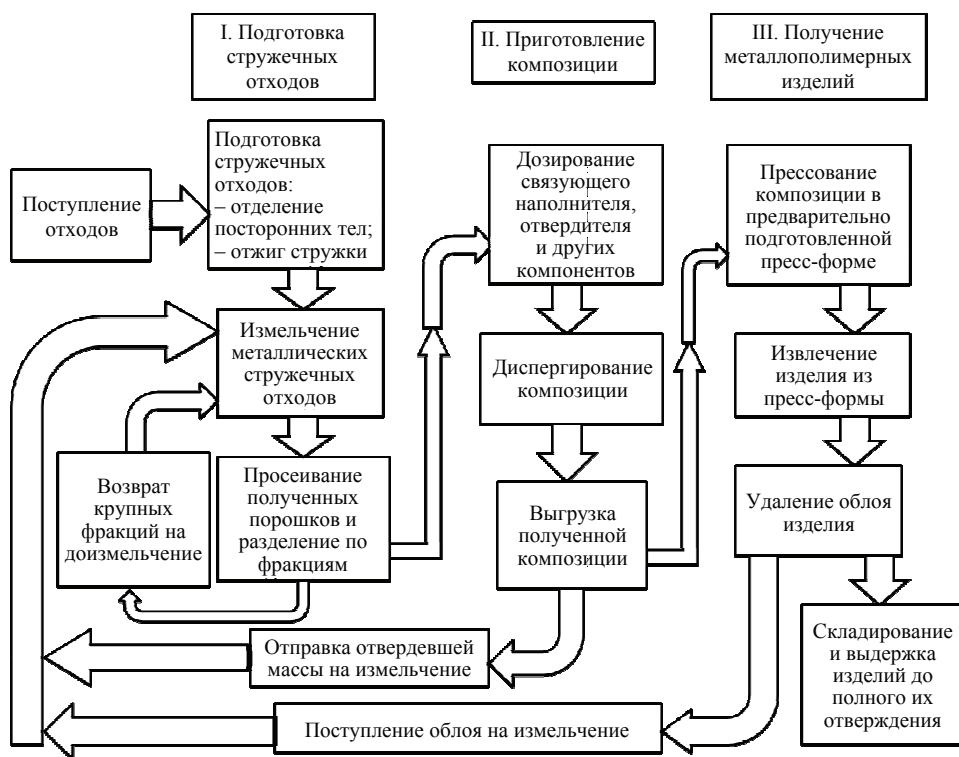 I. Подготовка
стружечных
отходов
II. Приготовление
композиции
III. Получение
металлополимерных
изделий
Поступление
отходов
Подготовка
стружечных
отходов:
– отделение
посторонних тел;
– отжиг стружки
Измельчение
металлических
стружечных
отходов
Возврат
крупных
фракций на
доизмельчение
Просеивание
полученных
порошков и
разделение по
фракциям
Дозирование
связующего
наполнителя,
отвердителя
и других
компонентов
Диспергирование
композиции
Выгрузка
полученной
композиции
Прессование
композиции в
предварительно
подготовленной
пресс-форме
Извлечение
изделия из
пресс-формы
Удаление облоя
изделия
Складирование
и выдержка
изделий до
полного их
отверждения
Отправка отвердевшей
массы на измельчение
Поступление облоя на измельчение